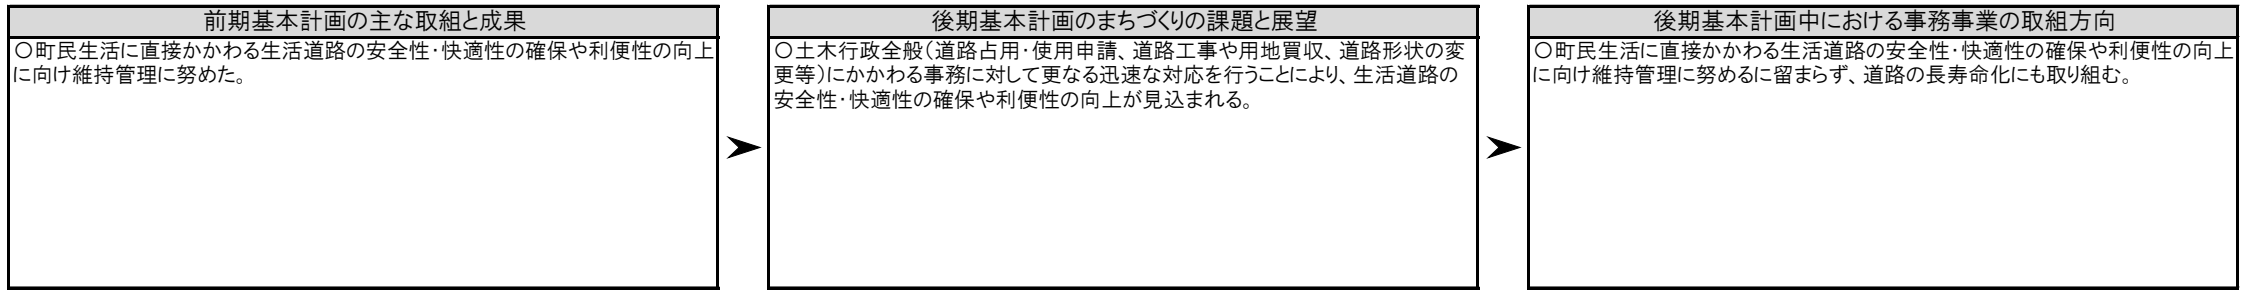 前期基本計画の主な取組と成果
〇町民生活に直接かかわる生活道路の安全性・快適性の確保や利便性の向上
に向け維持管理に努めた。
後期基本計画のまちづくりの課題と展望
〇土木行政全般（道路占用・使用申請、道路工事や用地買収、道路形状の変
更等）にかかわる事務に対して更なる迅速な対応を行うことにより、生活道路の
安全性・快適性の確保や利便性の向上が見込まれる。
後期基本計画中における事務事業の取組方向
〇町民生活に直接かかわる生活道路の安全性・快適性の確保や利便性の向上
に向け維持管理に努めるに留まらず、道路の長寿命化にも取り組む。